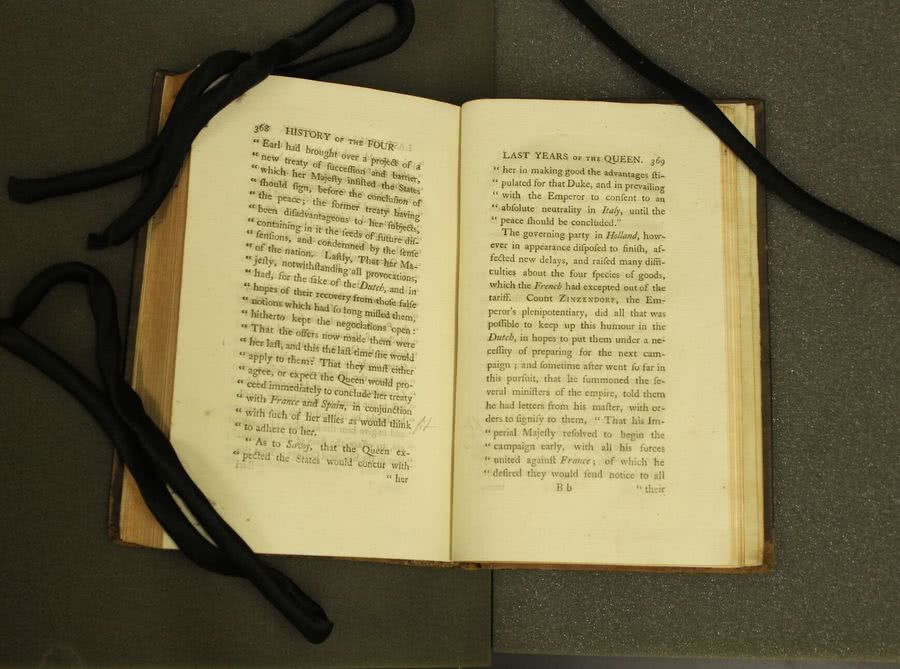 368 HISTORY OF THE FOUR
“ Earl had brought over a project of a
“ new treaty of ſucceſſion and barrier,
“ which her Majeſty inſiſted the States
“ ſhould ſign, before the concluſion of
“ the peace; the former treaty having
“ been diſadvantageous to her ſubjects,
“ containing in it the ſeeds of future diſ-
“ ſenſions, and condemned by the ſenſe
“ of the nation. Laſtly, That her Ma-
“ jeſty, notwithſtanding all provocations,
“ had, for the ſake of the Dutch, and in
“ hopes of their recovery from thoſe falſe
“ notions which had ſo long miſled them,
“ hitherto kept the negociations open:
“ That the offers now made them were
“ her laſt, and this the laſt time ſhe would
“ apply to them: That they muſt either
“ agree, or expect the Queen would pro-
“ ceed immediately to conclude her treaty
“ with France and Spain, in conjunction
“ with ſuch of her allies as would think
“ to adhere to her.
“ As to Savoy, that the Queen ex-
“ pected the States would concur with
“ her
LAST YEARS OF THE QUEEN. 369
“ her in making good the advantages ſti-
“ pulated for that Duke, and in prevailing
“ with the Emperor to conſent to an
“ abſolute neutrality in Italy, until the
“ peace ſhould be concluded.”
The governing party in Holland, how-
ever in appearance diſpoſed to finiſh, af-
fected new delays, and raiſed many diffi-
culties about the four ſpecies of goods,
which the French had excepted out of the
tariff. Count ZINZENDORF, the Em-
peror's plenipotentiary, did all that was
poſſible to keep up this humour in the
Dutch, in hopes to put them under a ne-
ceſſity of preparing for the next cam-
paign; and ſometime after went ſo far in
this purſuit, that he ſummoned the ſe-
veral miniſters of the empire, told them
he had letters from his maſter, with or-
ders to ſignify to them, “ That his Im-
“ perial Majeſty reſolved to begin the
“ campaign early, with all his forces
“ united againſt France; of which he
“ deſired they would ſend notice to all
B b “ their